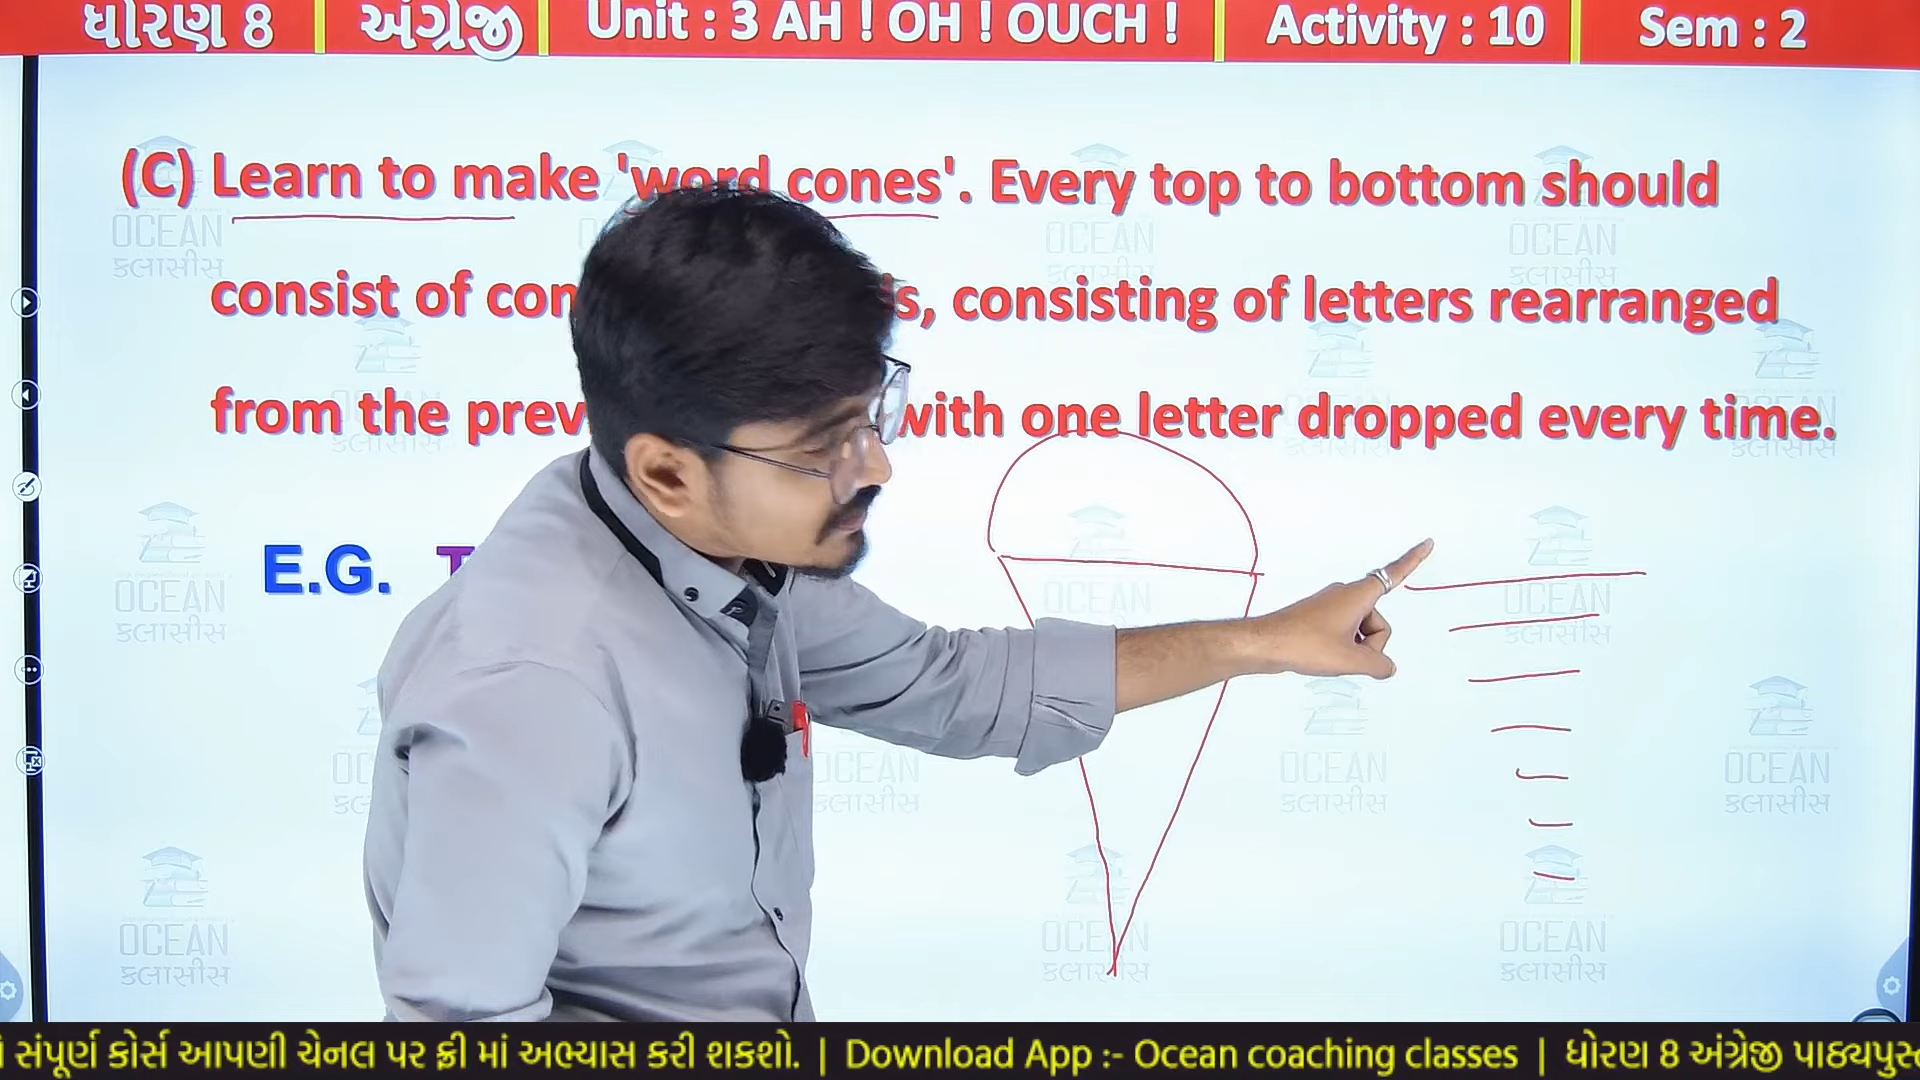 ધોરણ 8 અંગ્રેજી Unit : 3 AH ! OH ! OUCH ! Activity : 10 Sem : 2
(C) Learn to make 'word cones'. Every top to bottom should
consist of con s, consisting of letters rearranged
from the prev with one letter dropped every time.
E.G. T
OCEAN
કલાસીસ
સંપૂર્ણ કોર્સ આપણી ચેનલ પર ફ્રી માં અભ્યાસ કરી શકશો. | Download App :- Ocean coaching classes | ધોરણ 8 અંગ્રેજી પાઠ્યપુસ્